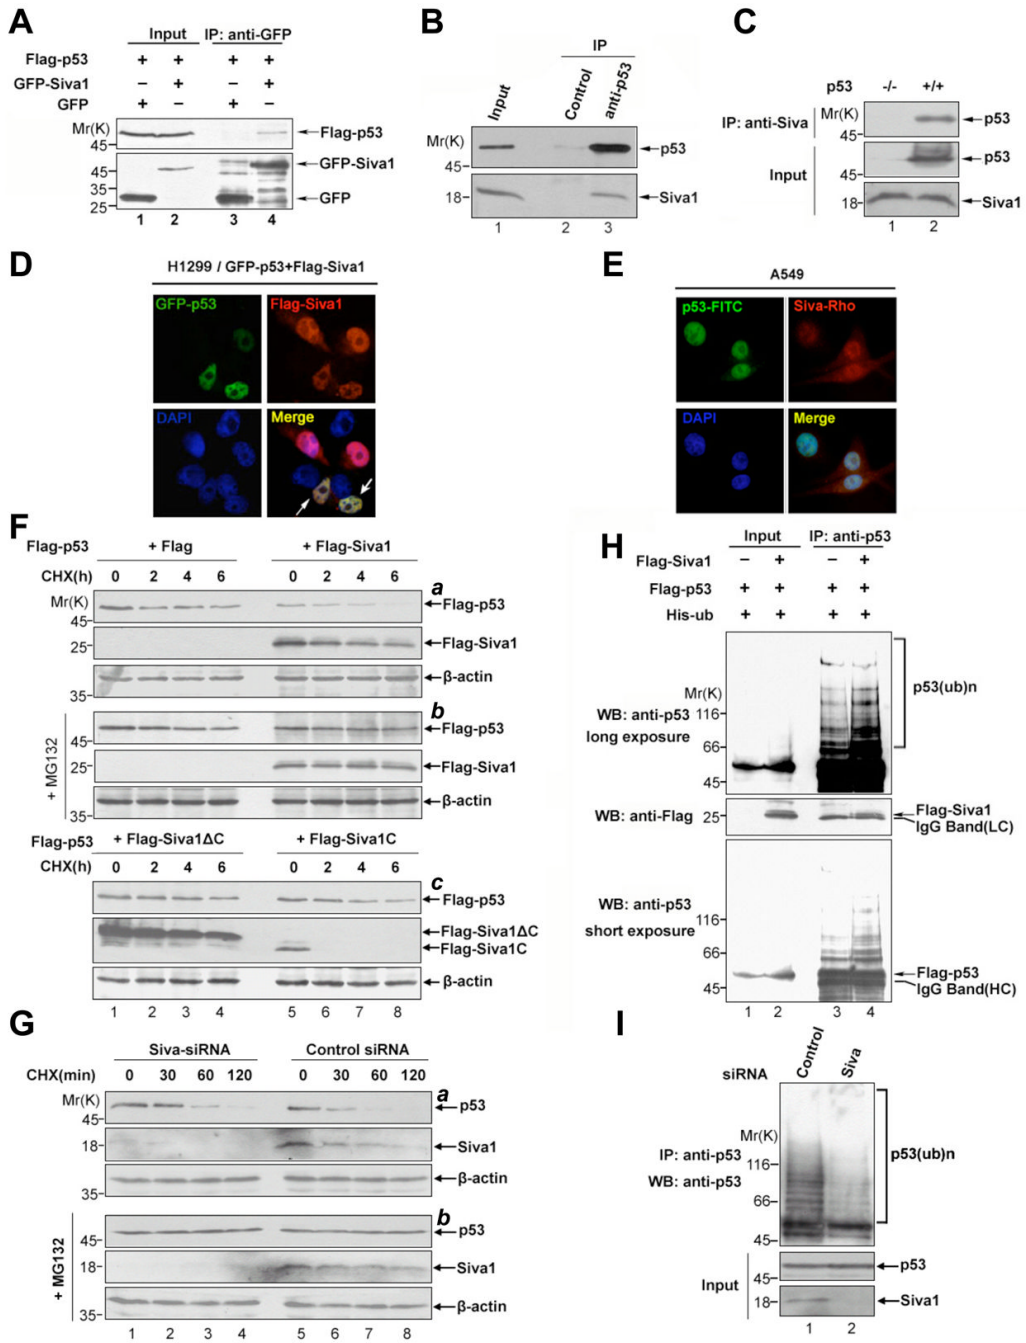 A
Input IP: anti-GFP
Flag-p53 + + + +
GFP-Siva1 – + – +
GFP + – + –
Mr(K)
45
Flag-p53
45
35
25
GFP-Siva1
GFP
1 2 3 4
B
IP
Input Control anti-p53
Mr(K)
45
p53
18
Siva1
1 2 3
C
p53 -/- +/+
Mr(K)
IP: anti-Siva
45
p53
Input
45
p53
18
Siva1
1 2
D
H1299 / GFP-p53+Flag-Siva1
GFP-p53 Flag-Siva1
DAPI Merge
E
A549
p53-FITC Siva-Rho
DAPI Merge
F
Flag-p53 + Flag + Flag-Siva1
CHX(h) 0 2 4 6 0 2 4 6
a
Mr(K)
45
Flag-p53
25
Flag-Siva1
35
β-actin
b
+ MG132
45
Flag-p53
25
Flag-Siva1
35
β-actin
Flag-p53 + Flag-Siva1ΔC + Flag-Siva1C
CHX(h) 0 2 4 6 0 2 4 6
c
Flag-p53
Flag-Siva1ΔC
Flag-Siva1C
β-actin
1 2 3 4 5 6 7 8
G
Siva-siRNA Control siRNA
CHX(min) 0 30 60 120 0 30 60 120
a
Mr(K)
45
p53
18
Siva1
35
β-actin
b
+ MG132
45
p53
18
Siva1
35
β-actin
1 2 3 4 5 6 7 8
H
Input IP: anti-p53
Flag-Siva1 – + – +
Flag-p53 + + + +
His-ub + + + +
p53(ub)n
Mr(K)
WB: anti-p53
long exposure
116
66
45
WB: anti-Flag
25
Flag-Siva1
IgG Band(LC)
WB: anti-p53
short exposure
116
66
45
Flag-p53
IgG Band(HC)
1 2 3 4
I
siRNA Control Siva
Mr(K)
IP: anti-p53
WB: anti-p53
116
66
45
p53(ub)n
Input
45
p53
18
Siva1
1 2